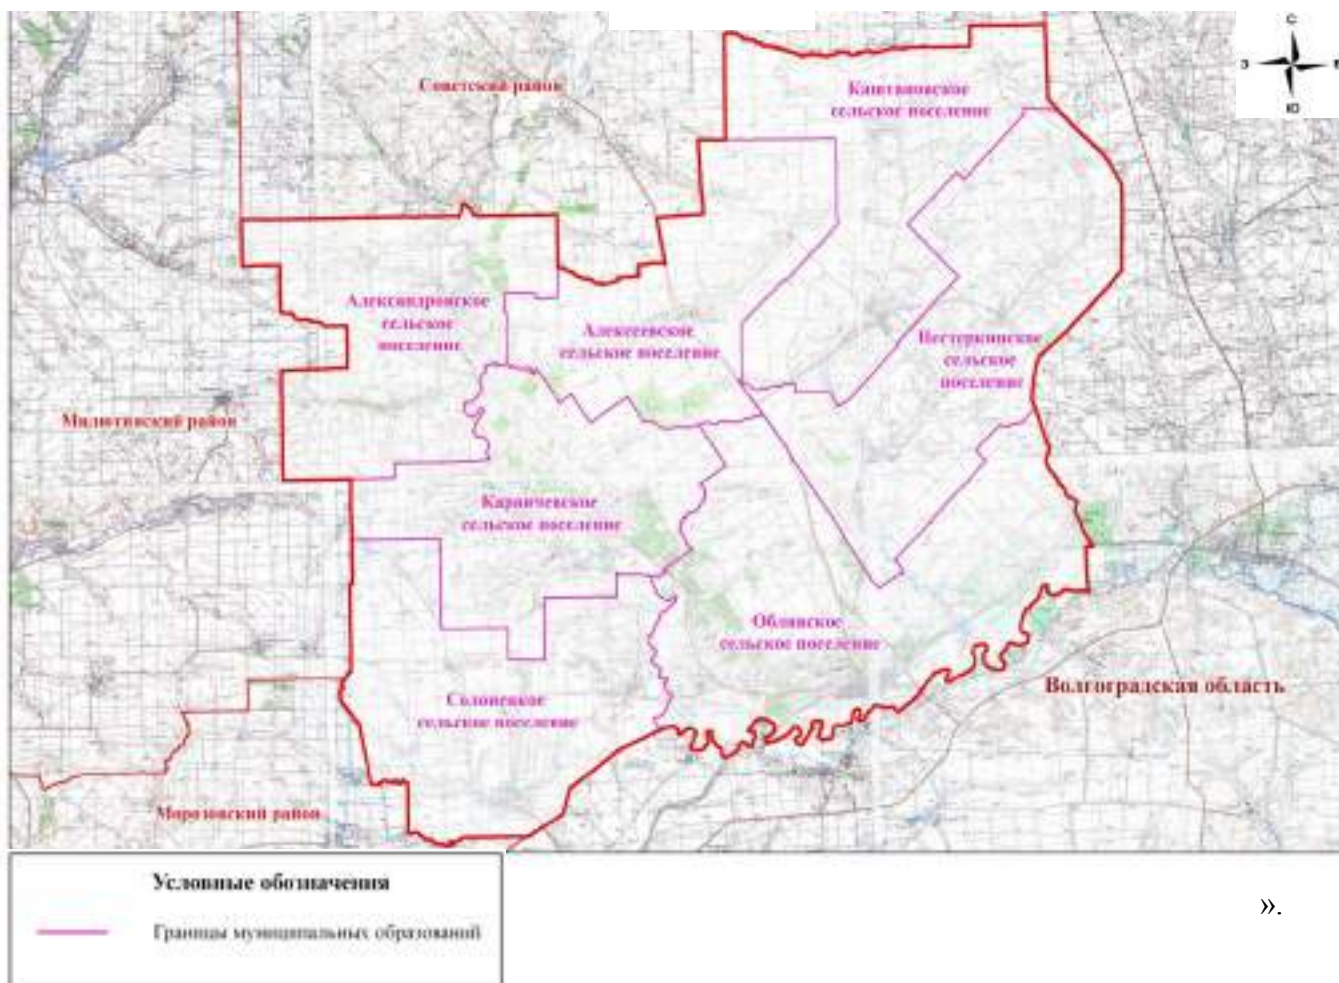 С
З В
Ю
Советский район
Каштановское
сельское поселение
Александровское
сельское
поселение
Алексеевское
сельское поселение
Нестеркинское
сельское
поселение
Милютинский район
Караичевское
сельское поселение
Обливское
сельское поселение
Волгоградская область
Солонецкое
сельское поселение
Морозовский район
Условные обозначения
Границы муниципальных образований
».